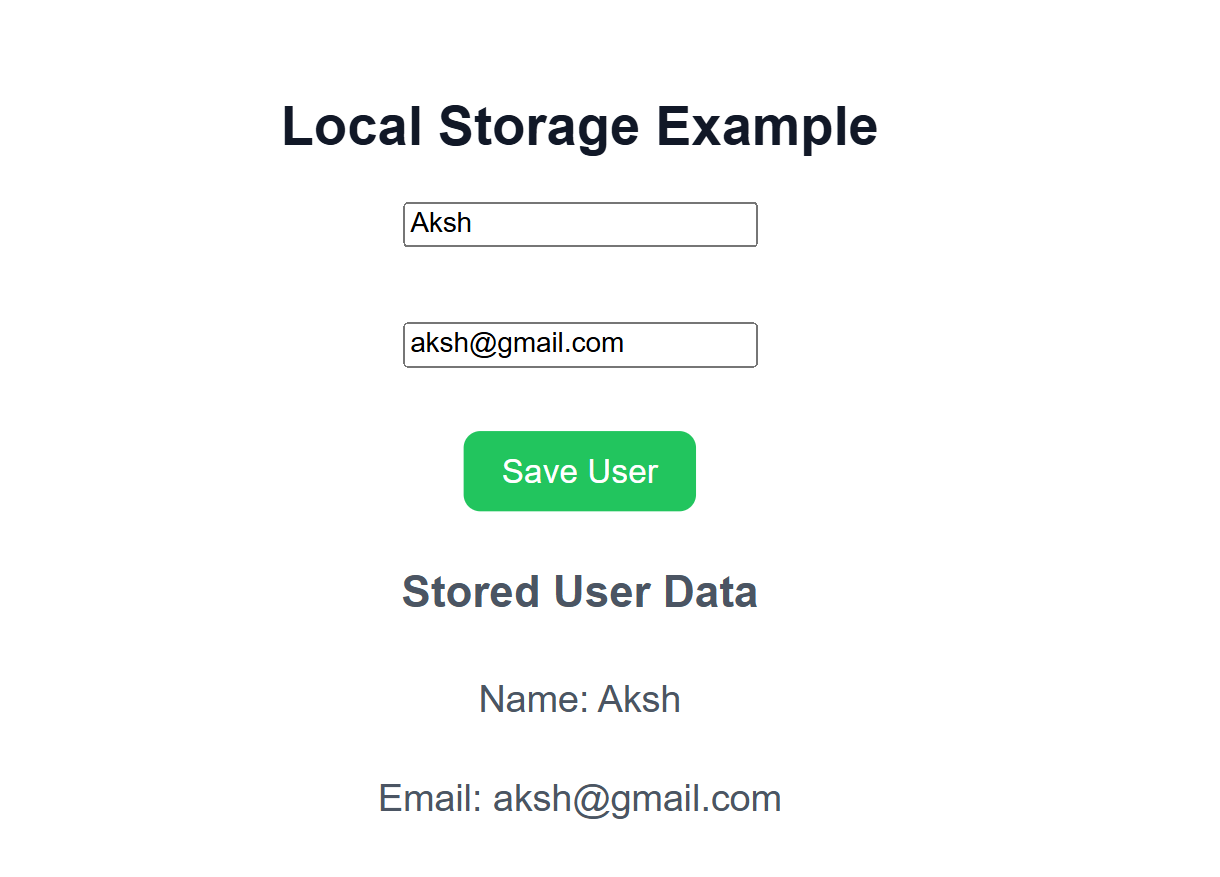 Local Storage Example
Aksh
aksh@gmail.com
Save User
Stored User Data
Name: Aksh
Email: aksh@gmail.com